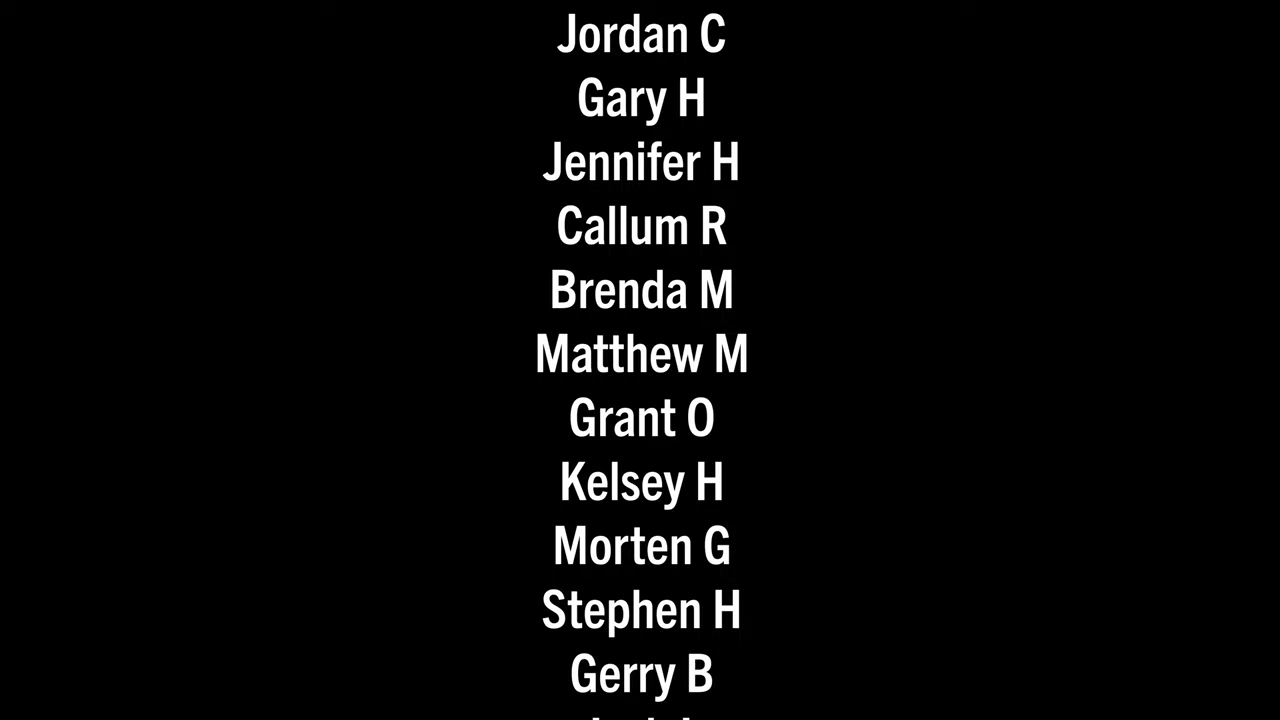 Jordan C
Gary H
Jennifer H
Callum R
Brenda M
Matthew M
Grant O
Kelsey H
Morten G
Stephen H
Gerry B